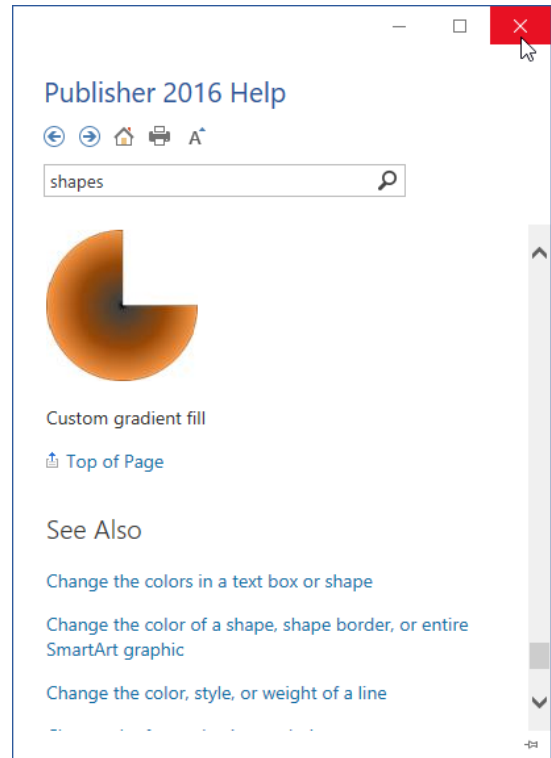 Publisher 2016 Help
A
shapes
Custom gradient fill
Top of Page
See Also
Change the colors in a text box or shape
Change the color of a shape, shape border, or entire
SmartArt graphic
Change the color, style, or weight of a line